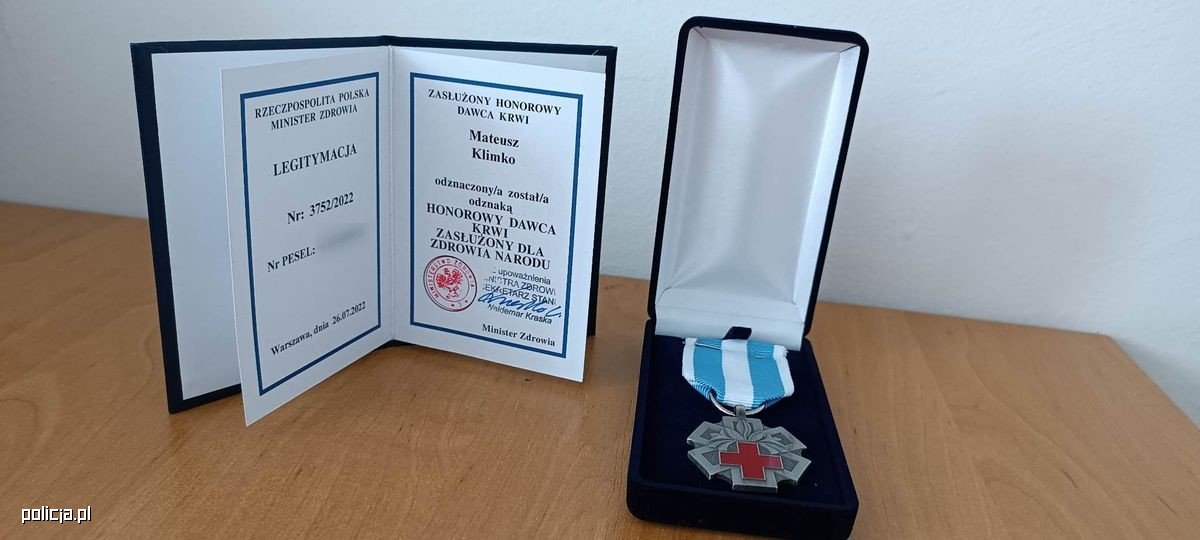 RZECZPOSPOLITA POLSKA
MINISTER ZDROWIA
LEGITYMACJA
Nr: 3752/2022
Nr PESEL:
Warszawa, dnia 26.07.2022
ZASŁUŻONY HONOROWY
DAWCA KRWI
Mateusz
Klimko
odznaczony/a został/a
odznaką
HONOROWY DAWCA
KRWI
ZASŁUŻONY DLA
ZDROWIA NARODU
MINISTERSTWO ZDROWIA
upoważnienia
Waldemar Kraska
Minister Zdrowia
policja.pl